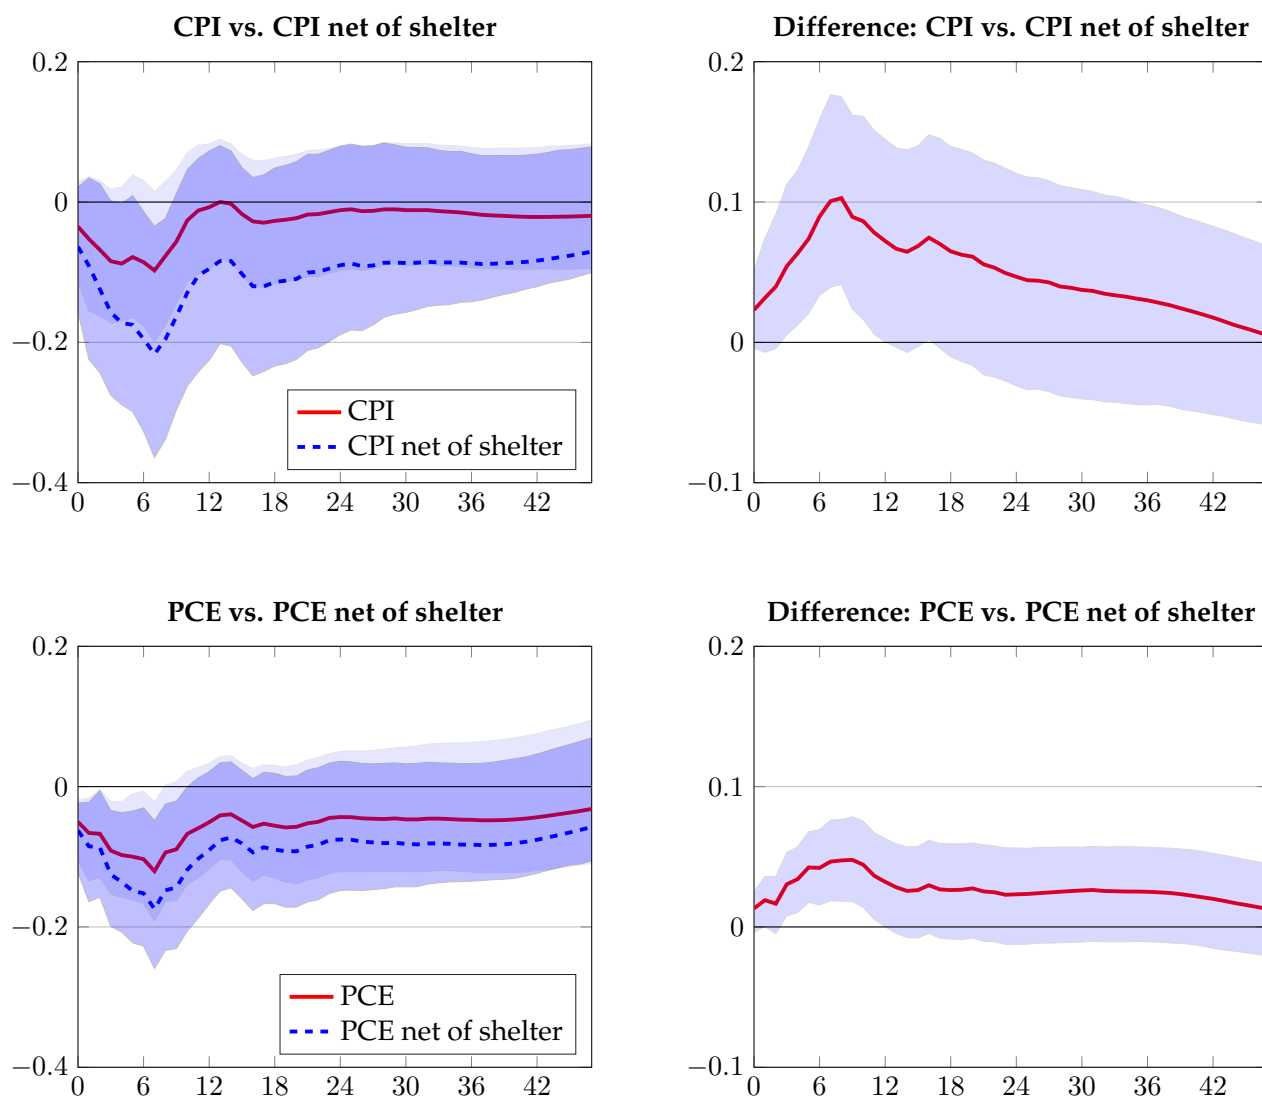 CPI vs. CPI net of shelter
0.2
0
−0.2
−0.4
0 6 12 18 24 30 36 42
CPI
CPI net of shelter
Difference: CPI vs. CPI net of shelter
0.2
0.1
0
−0.1
0 6 12 18 24 30 36 42
PCE vs. PCE net of shelter
0.2
0
−0.2
−0.4
0 6 12 18 24 30 36 42
PCE
PCE net of shelter
Difference: PCE vs. PCE net of shelter
0.2
0.1
0
−0.1
0 6 12 18 24 30 36 42